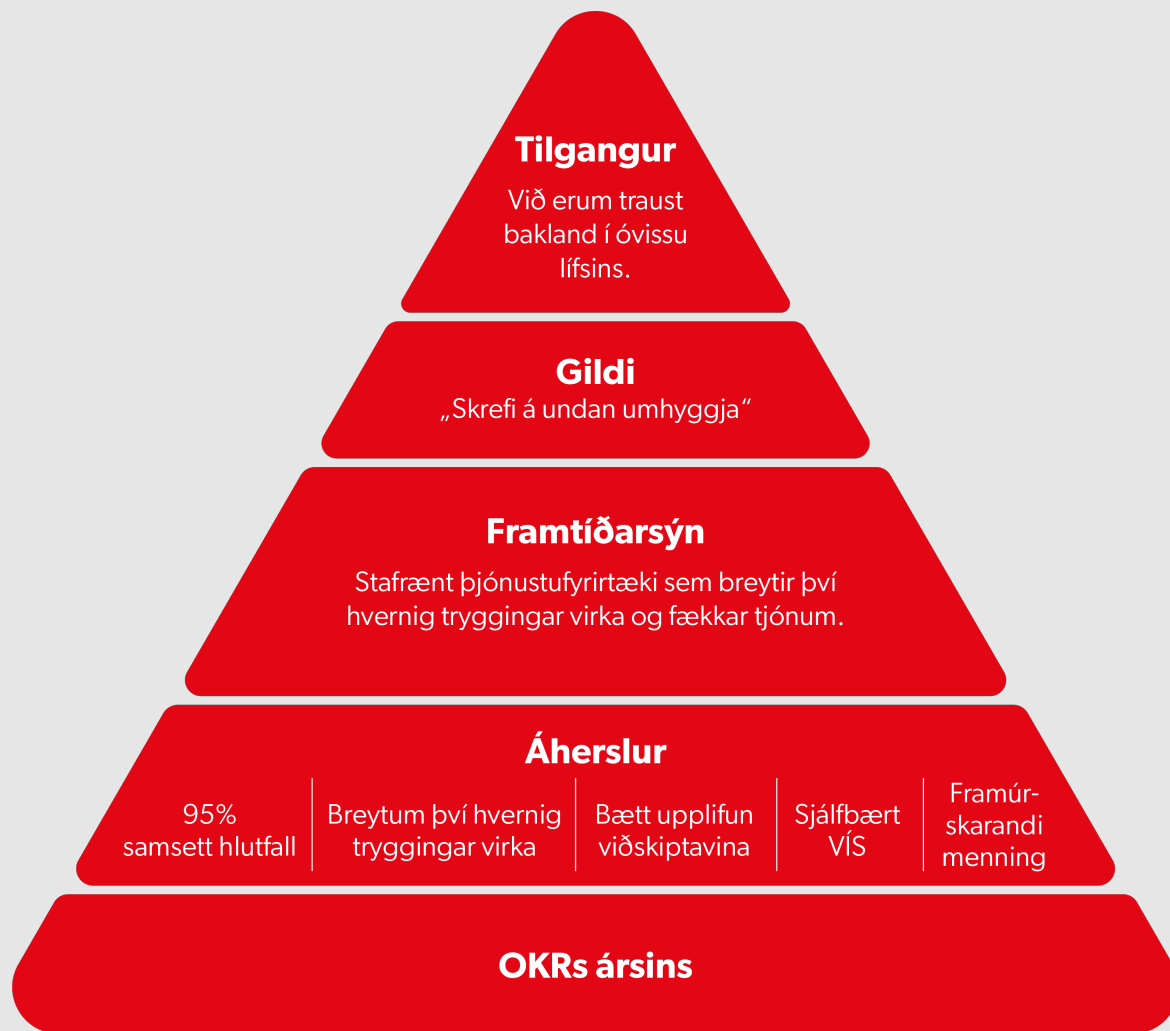 Tilgangur
Við erum traust
bakland í óvissu
lífsins.
Gildi
„Skrefi á undan umhyggja“
Framtíðarsýn
Stafrænt þjónustufyrirtæki sem breytir því
hvernig tryggingar virka og fækkar tjónum.
Áherslur
95%
samsett hlutfall
Breytum því hvernig
tryggingar virka
Bætt upplifun
viðskiptavina
Sjálfbært
VÍS
Framúr-
skarandi
menning
OKRs ársins